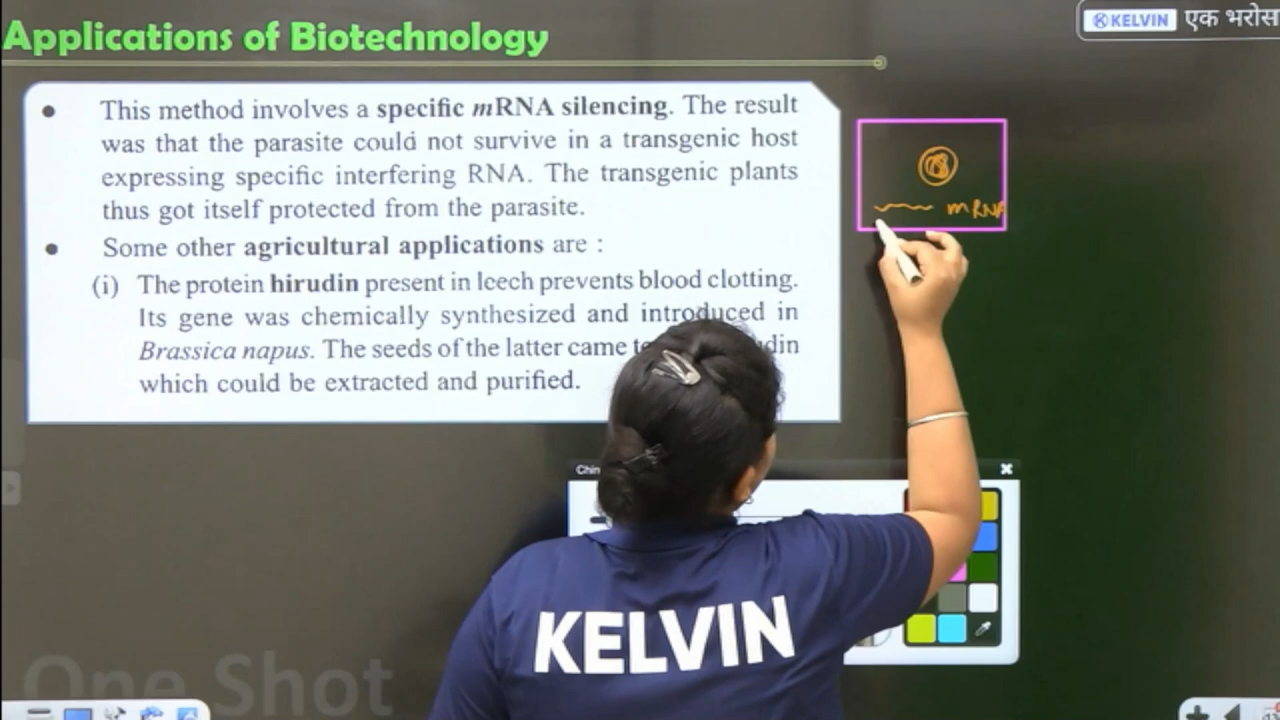 Applications of Biotechnology
KELVIN एक भरोस
• This method involves a specific mRNA silencing. The result
was that the parasite could not survive in a transgenic host
expressing specific interfering RNA. The transgenic plants
thus got itself protected from the parasite.
• Some other agricultural applications are :
(i) The protein hirudin present in leech prevents blood clotting.
Its gene was chemically synthesized and introduced in
Brassica napus. The seeds of the latter came
which could be extracted and purified.
mRNA
KELVIN
One Shot